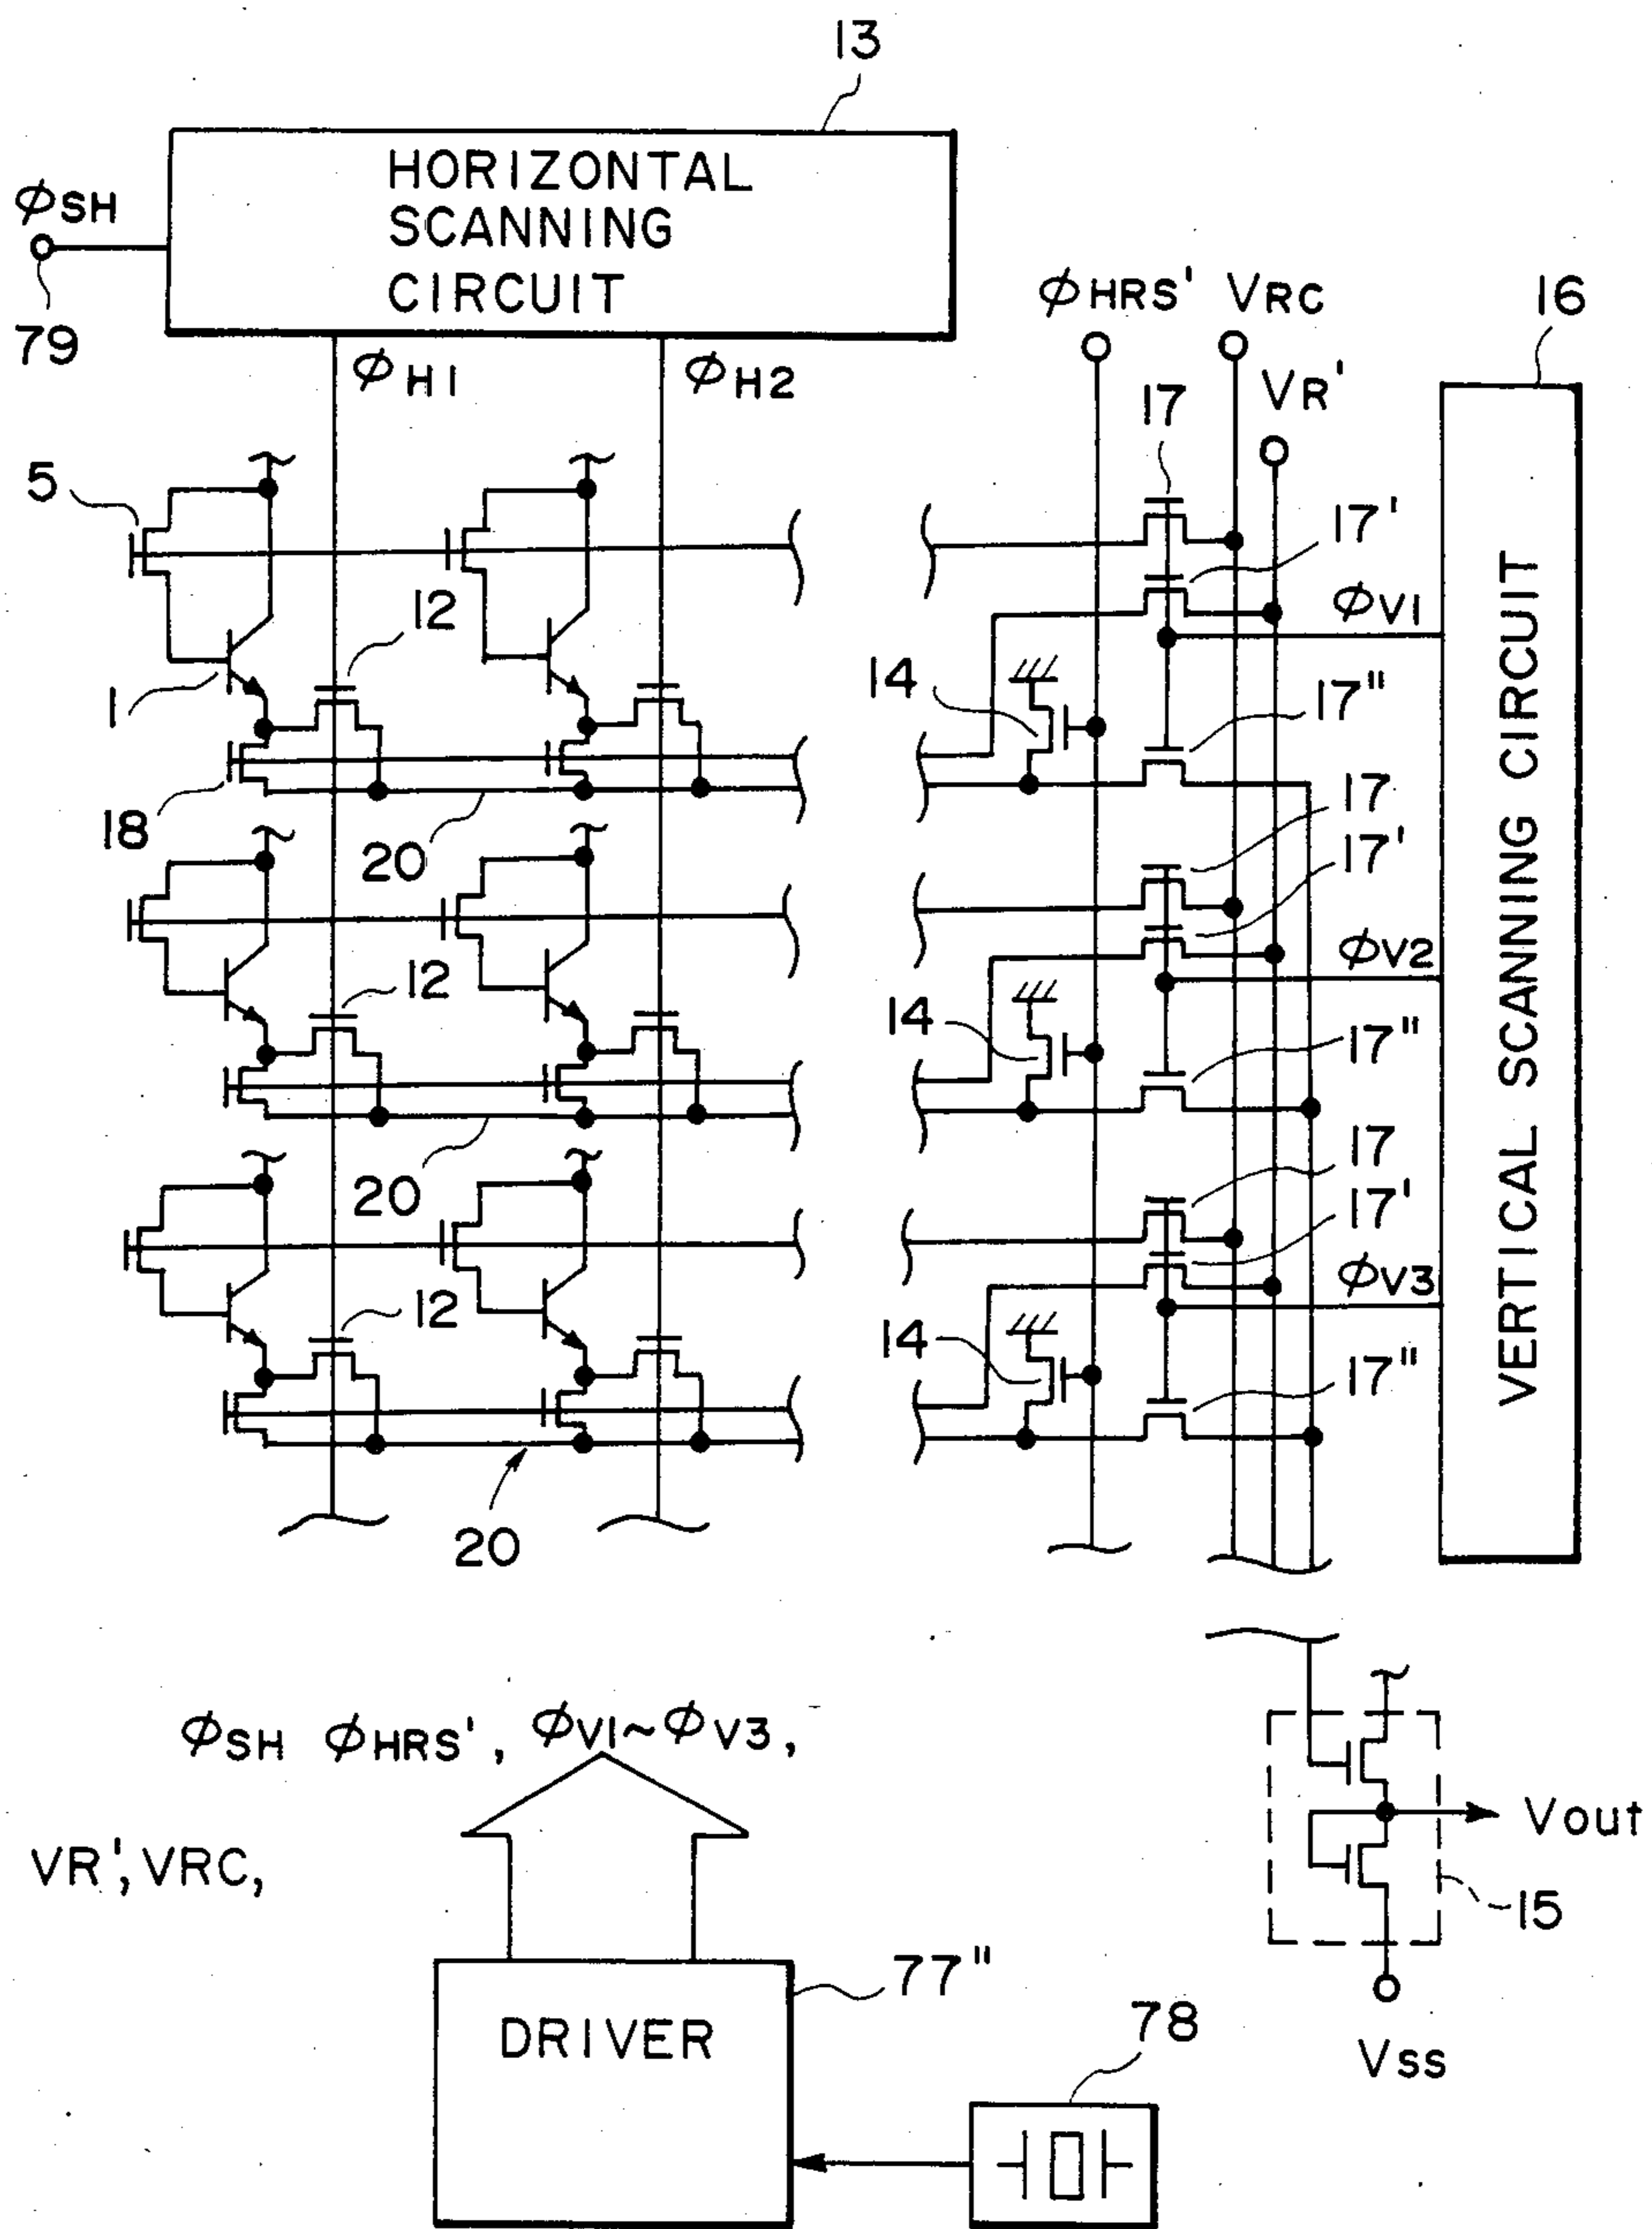 13
HORIZONTAL
SCANNING
CIRCUIT
ϕSH
79
ϕHRS' VRC
16
ϕH1
ϕH2
VR'
17
5
17'
12
ϕV1
14
1
17"
18
20
17
17'
12
ϕV2
14
17"
20
17
17'
12
ϕV3
14
17"
20
VERTICAL SCANNING CIRCUIT
ϕSH ϕHRS', ϕV1~ϕV3,
VR', VRC,
Vout
15
77"
DRIVER
78
VSS